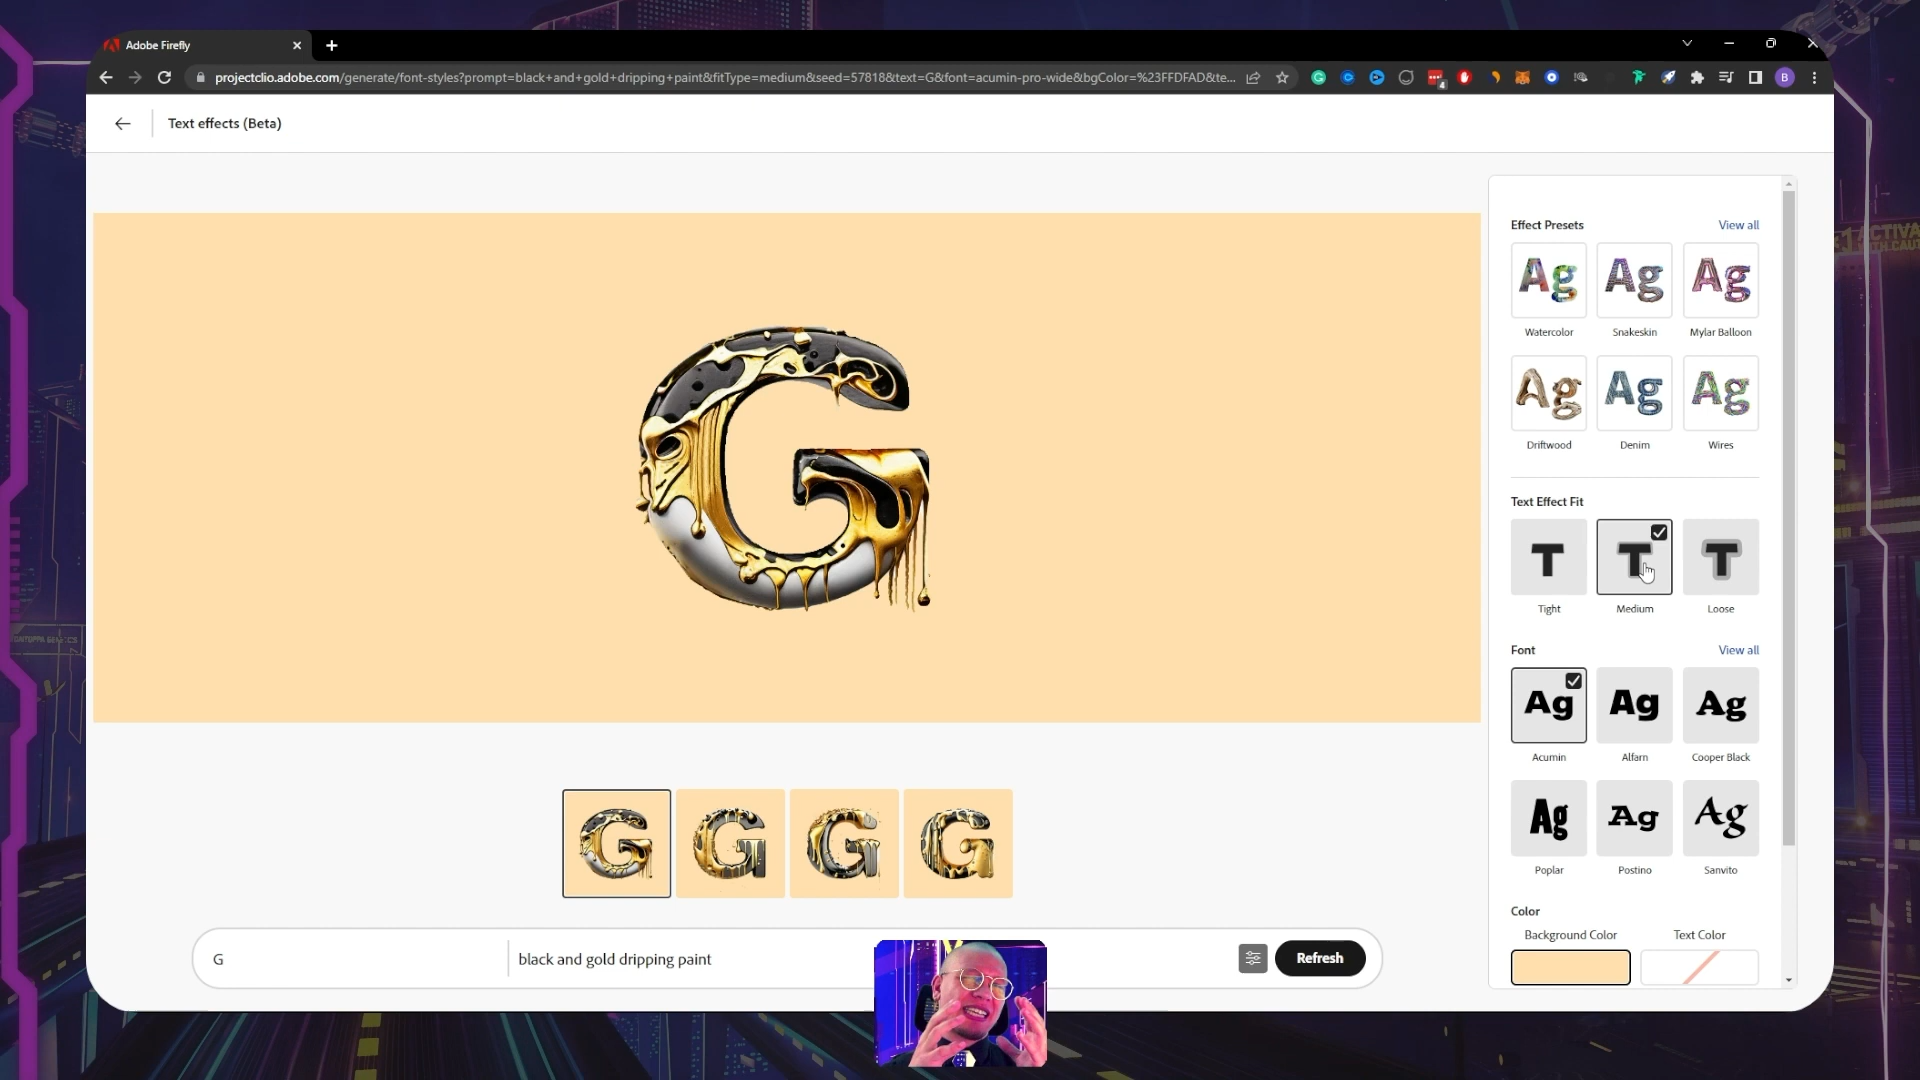 Adobe Firefly
projectclio.adobe.com/generate/font-styles?prompt=black+and+gold+dripping+paint&fitType=medium&seed=57818&text=G&font=acumin-pro-wide&bgColor=%23FFDFAD&te...
4
B
Text effects (Beta)
Effect Presets
View all
Ag Ag Ag
Watercolor Snakeskin Mylar Balloon
Ag Ag Ag
Driftwood Denim Wires
G
Text Effect Fit
T T T
Tight Medium Loose
Font
View all
Ag Ag Ag
Acumin Alfarn Cooper Black
Ag Ag Ag
Poplar Postino Sanvito
G G G G
Color
Background Color Text Color
G
black and gold dripping paint
Refresh